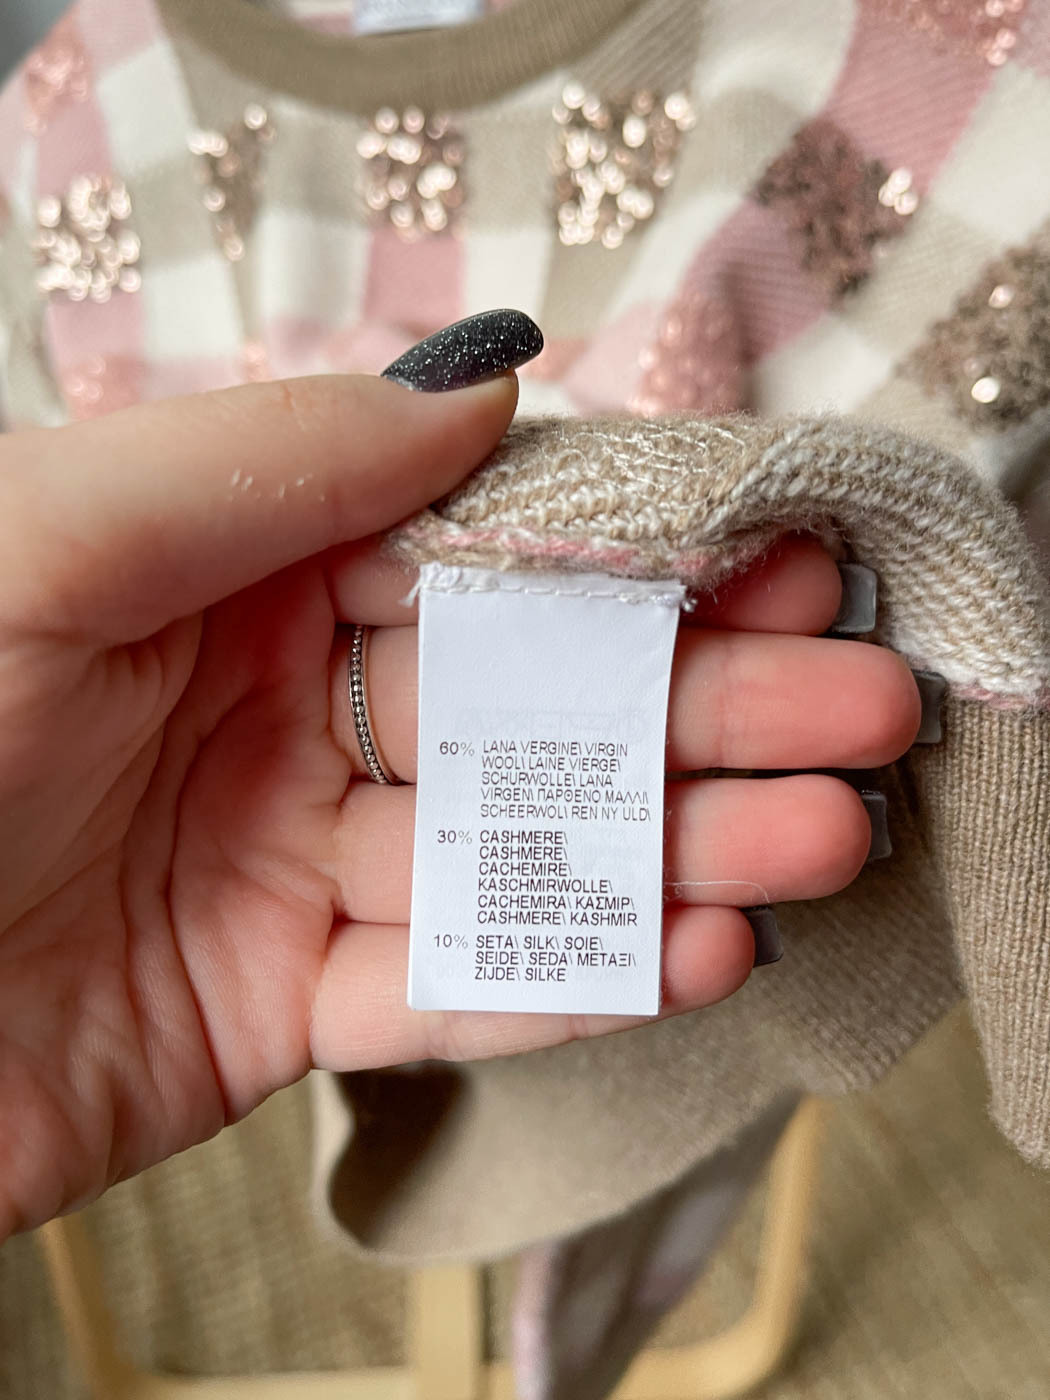 60% LANA VERGINE\ VIRGIN
WOOL\ LAINE VIERGE\
SCHURWOLLE\ LANA
VIRGEN\ ΠΑΡΘΕΝΟ ΜΑΛΛΙ\
SCHEERWOL\ REN NY ULD\
30% CASHMERE\
CASHMERE\
CACHEMIRE\
KASCHMIRWOLLE\
CACHEMIRA\ ΚΑΣΜΙΡ\
CASHMERE\ KASHMIR
10% SETA\ SILK\ SOIE\
SEIDE\ SEDA\ ΜΕΤΑΞΙ\
ZIJDE\ SILKE